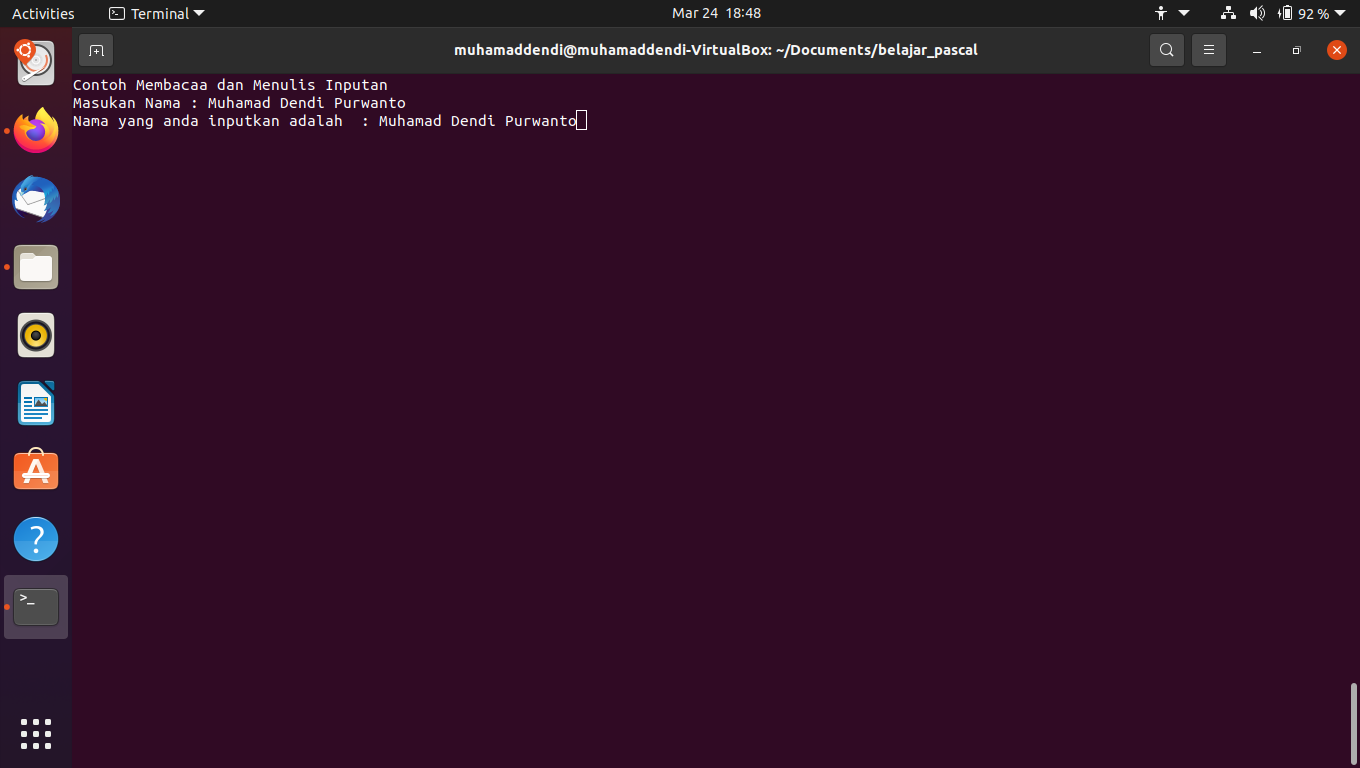 Activities Terminal Mar 24 18:48 92 %
muhamaddendi@muhamaddendi-VirtualBox: ~/Documents/belajar_pascal
Contoh Membacaa dan Menulis Inputan
Masukan Nama : Muhamad Dendi Purwanto
Nama yang anda inputkan adalah  : Muhamad Dendi Purwanto